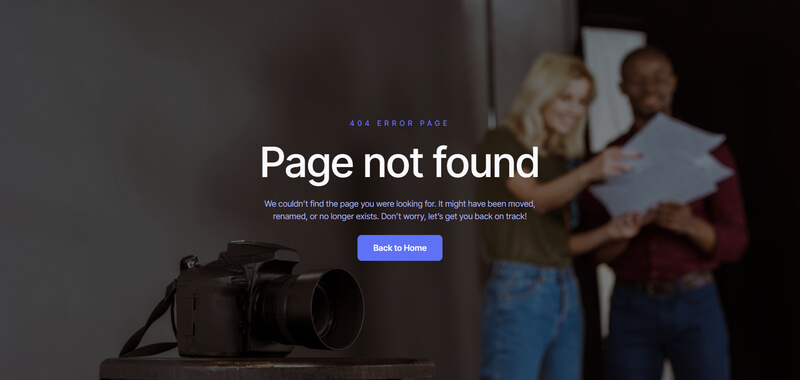 404 ERROR PAGE
Page not found
We couldn't find the page you were looking for. It might have been moved,
renamed, or no longer exists. Don't worry, let's get you back on track!
Back to Home